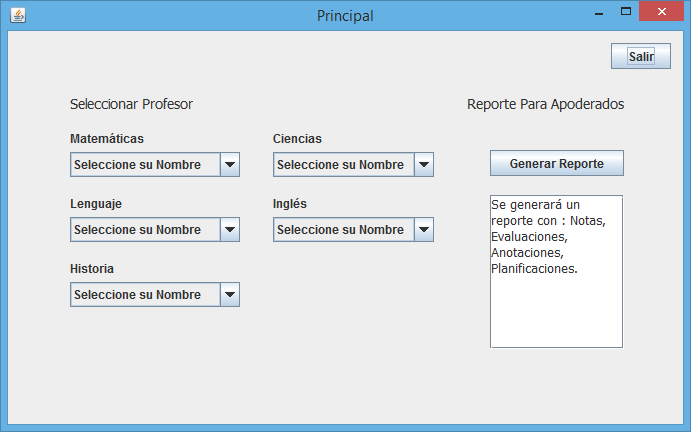 Principal
Salir
Seleccionar Profesor
Reporte Para Apoderados
Matemáticas
Ciencias
Seleccione su Nombre
Seleccione su Nombre
Generar Reporte
Lenguaje
Inglés
Seleccione su Nombre
Seleccione su Nombre
Historia
Seleccione su Nombre
Se generará un
reporte con : Notas,
Evaluaciones,
Anotaciones,
Planificaciones.